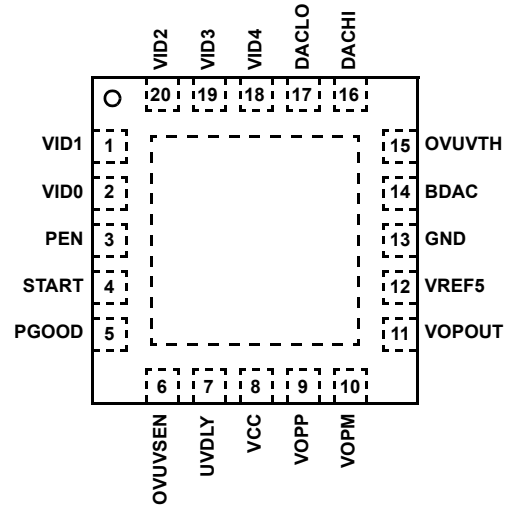 VID2
VID3
VID4
DACLO
DACHI
20
19
18
17
16
VID1 1
15 OVUVTH
VID0 2
14 BDAC
PEN 3
13 GND
START 4
12 VREF5
PGOOD 5
11 VOPOUT
6
7
8
9
10
OVUVSEN
UVDLY
VCC
VOPP
VOPM